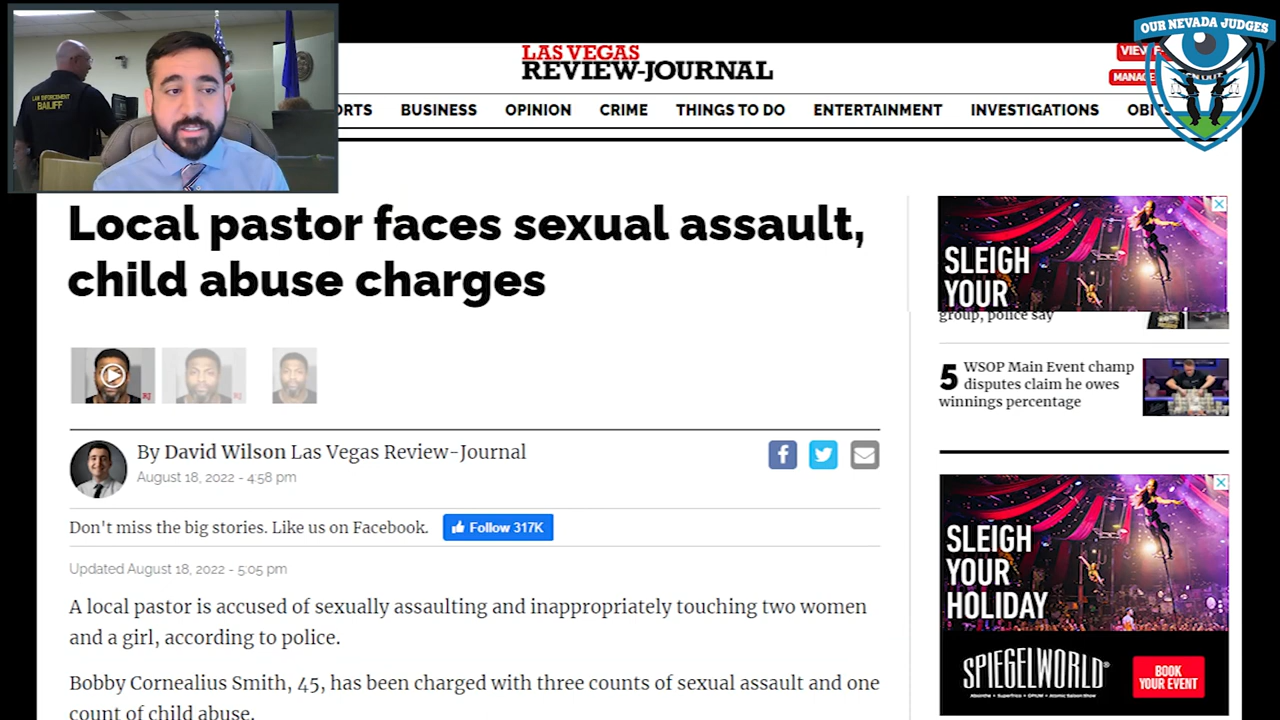 LAW ENFORCEMENT
BAILIFF
OUR NEVADA JUDGES
LAS VEGAS
REVIEW-JOURNAL
BUSINESS
OPINION
CRIME
THINGS TO DO
ENTERTAINMENT
INVESTIGATIONS
Local pastor faces sexual assault,
child abuse charges
By David Wilson Las Vegas Review-Journal
August 18, 2022 - 4:58 pm
Don't miss the big stories. Like us on Facebook.
Follow 317K
Updated August 18, 2022 - 5:05 pm
A local pastor is accused of sexually assaulting and inappropriately touching two women
and a girl, according to police.
Bobby Cornealius Smith, 45, has been charged with three counts of sexual assault and one
count of child abuse.
SLEIGH
YOUR
group, police say
5 WSOP Main Event champ
disputes claim he owes
winnings percentage
SLEIGH
YOUR
HOLIDAY
SPIEGELWORLD
BOOK
YOUR EVENT